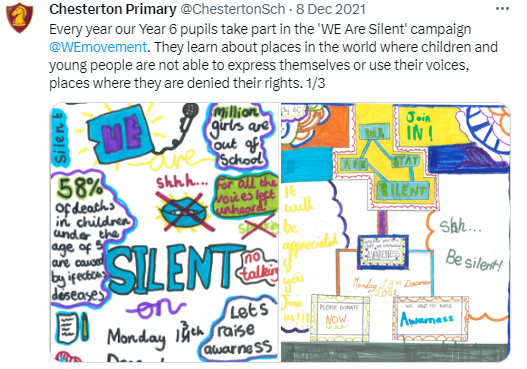 Chesterton Primary @ChestertonSch · 8 Dec 2021
Every year our Year 6 pupils take part in the 'WE Are Silent' campaign
@WEmovement. They learn about places in the world where children and
young people are not able to express themselves or use their voices,
places where they are denied their rights. 1/3
Silent
WE
are
million
girls are
out of
School
58%
of deaths
in children
under the
age of 5
are caused
by ifections
deseases
shhh...
For all the
voices left
unheard
SILENT
no
talking
on
Monday 13th
Let's
raise
awarness
Join
IN!
WE
ARE
STAY
SILENT
It
will
be
appreciated
if
you
Join
us!!!
AWARENESS
shh...
Be silent!
Monday 13th December
2021
PLEASE DONATE
NOW
WE WANT TO RAISE
Awarness